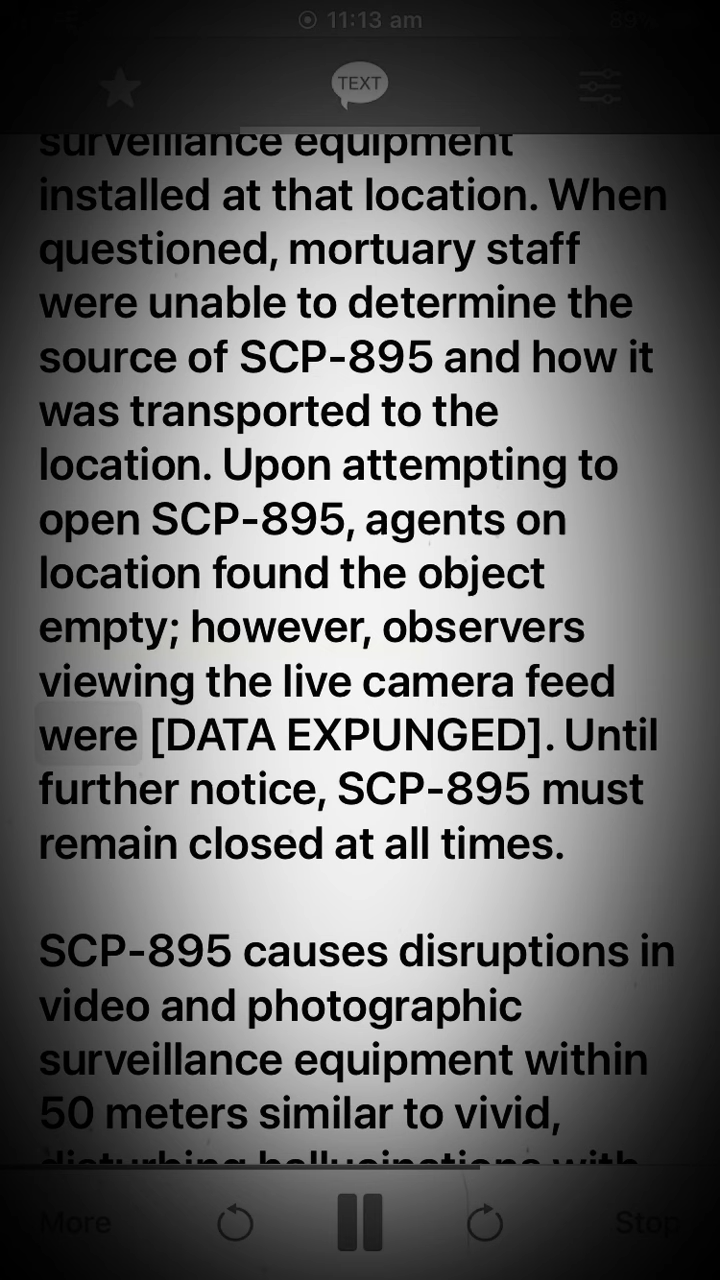 11:13 am
TEXT
surveillance equipment
installed at that location. When
questioned, mortuary staff
were unable to determine the
source of SCP-895 and how it
was transported to the
location. Upon attempting to
open SCP-895, agents on
location found the object
empty; however, observers
viewing the live camera feed
were [DATA EXPUNGED]. Until
further notice, SCP-895 must
remain closed at all times.
SCP-895 causes disruptions in
video and photographic
surveillance equipment within
50 meters similar to vivid,
disturbing hallucinations with
More
Stop